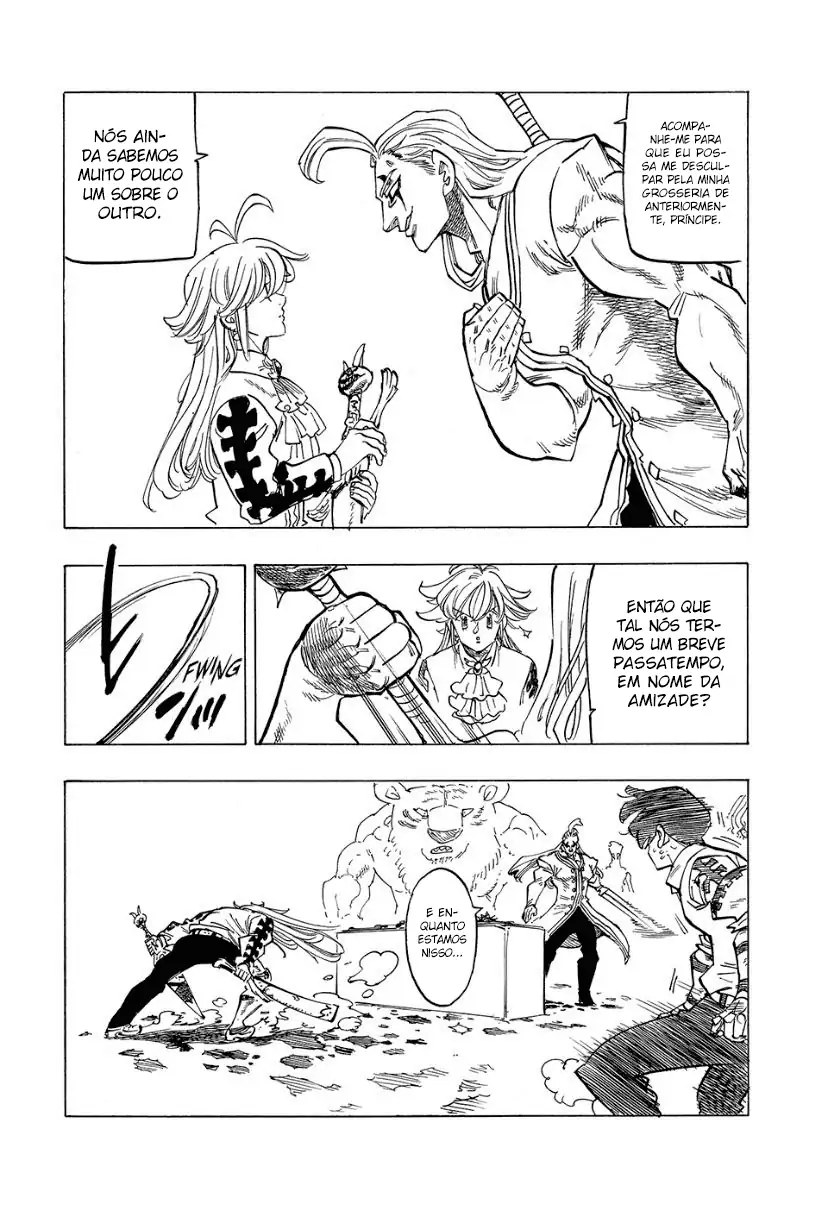 ACOMPA-
NHE-ME PARA
QUE EU POS-
SA ME DESCUL-
PAR PELA MINHA
GROSSERIA DE
ANTERIORMEN-
TE, PRÍNCIPE.
NÓS AIN-
DA SABEMOS
MUITO POUCO
UM SOBRE O
OUTRO.
ENTÃO QUE
TAL NÓS TER-
MOS UM BREVE
PASSATEMPO,
EM NOME DA
AMIZADE?
FWING
E EN-
QUANTO
ESTAMOS
NISSO...